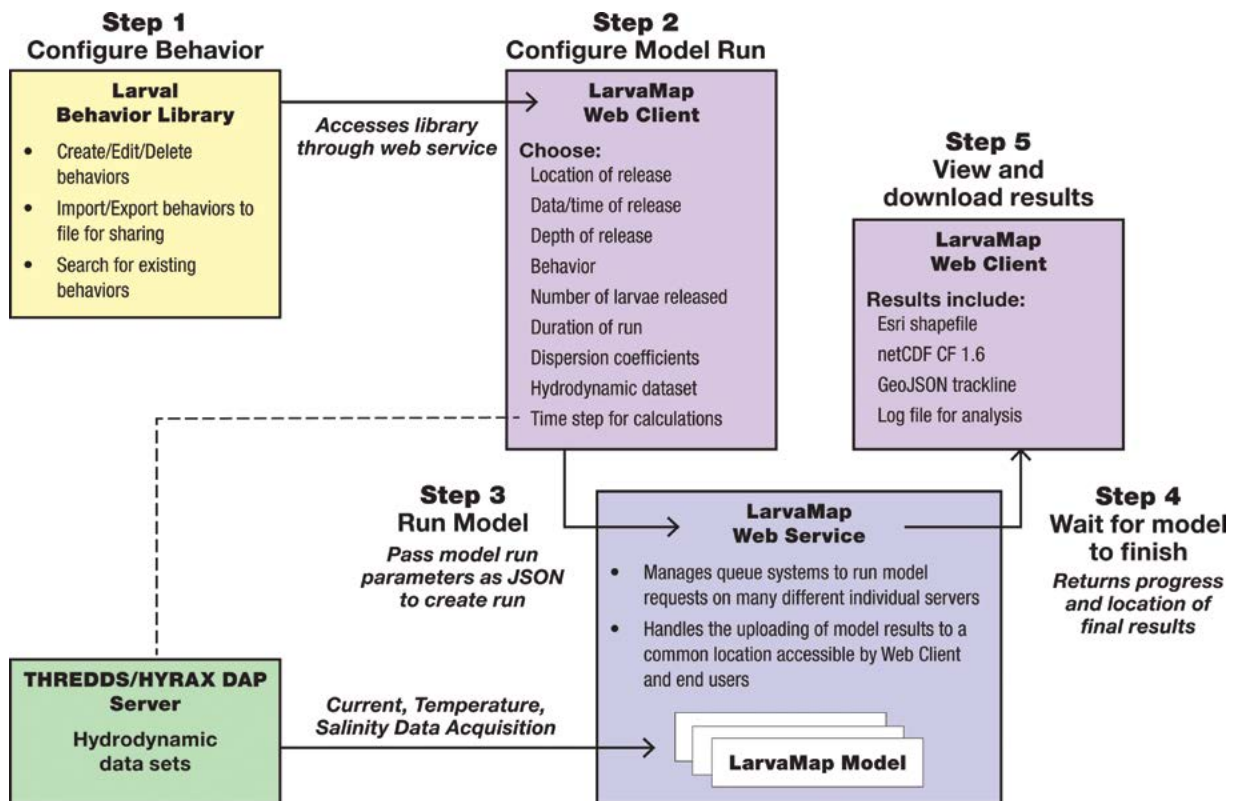 Step 1
Configure Behavior
Larval
Behavior Library
• Create/Edit/Delete
behaviors
• Import/Export behaviors to
file for sharing
• Search for existing
behaviors
Accesses library
through web service
Step 2
Configure Model Run
LarvaMap
Web Client
Choose:
Location of release
Data/time of release
Depth of release
Behavior
Number of larvae released
Duration of run
Dispersion coefficients
Hydrodynamic dataset
Time step for calculations
Step 5
View and
download results
LarvaMap
Web Client
Results include:
Esri shapefile
netCDF CF 1.6
GeoJSON trackline
Log file for analysis
Step 3
Run Model
Pass model run
parameters as JSON
to create run
LarvaMap
Web Service
• Manages queue systems to run model
requests on many different individual servers
• Handles the uploading of model results to a
common location accessible by Web Client
and end users
LarvaMap Model
Step 4
Wait for model
to finish
Returns progress
and location of
final results
THREDDS/HYRAX DAP
Server
Hydrodynamic
data sets
Current, Temperature,
Salinity Data Acquisition